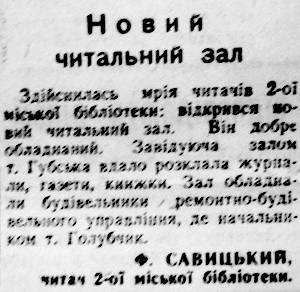 Новий
читальний зал
Здійснилась мрія читачів 2-ої
міської бібліотеки: відкрився но-
вий читальний зал. Він добре
обладнаний. Завідуюча залом
т. Губська вдало розклала журна-
ли, газети, книжки. Зал обладна-
ли будівельники ремонтно-буді-
вельного управління, де начальни-
ком т. Голубчик.
Ф. САВИЦЬКИЙ,
читач 2-ої міської бібліотеки.